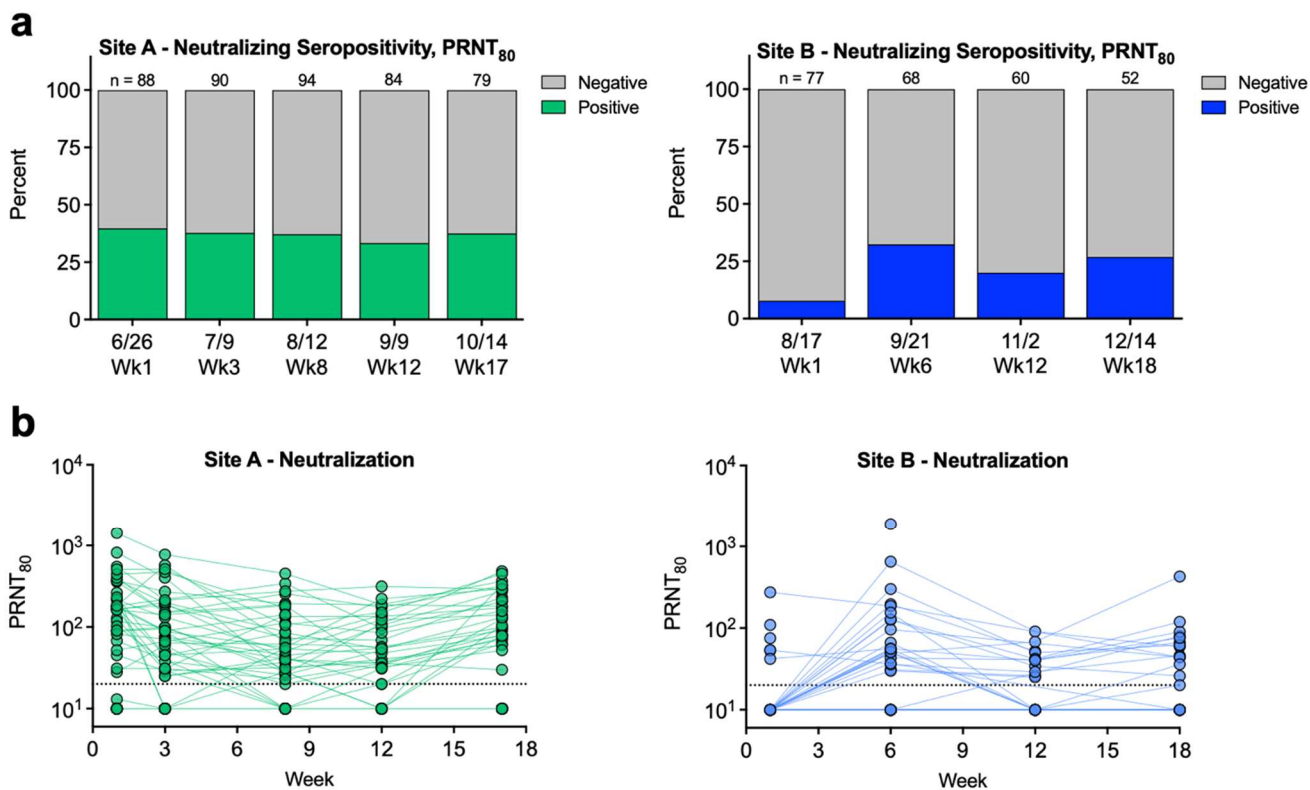 a
Site A - Neutralizing Seropositivity, PRNT80
n = 88 90 94 84 79
Negative
Positive
100
75
50
25
0
Percent
6/26 7/9 8/12 9/9 10/14
Wk1 Wk3 Wk8 Wk12 Wk17
Site B - Neutralizing Seropositivity, PRNT80
n = 77 68 60 52
Negative
Positive
100
75
50
25
0
Percent
8/17 9/21 11/2 12/14
Wk1 Wk6 Wk12 Wk18
b
Site A - Neutralization
10^4
10^3
10^2
10^1
PRNT80
0 3 6 9 12 15 18
Week
Site B - Neutralization
10^4
10^3
10^2
10^1
PRNT80
0 3 6 9 12 15 18
Week